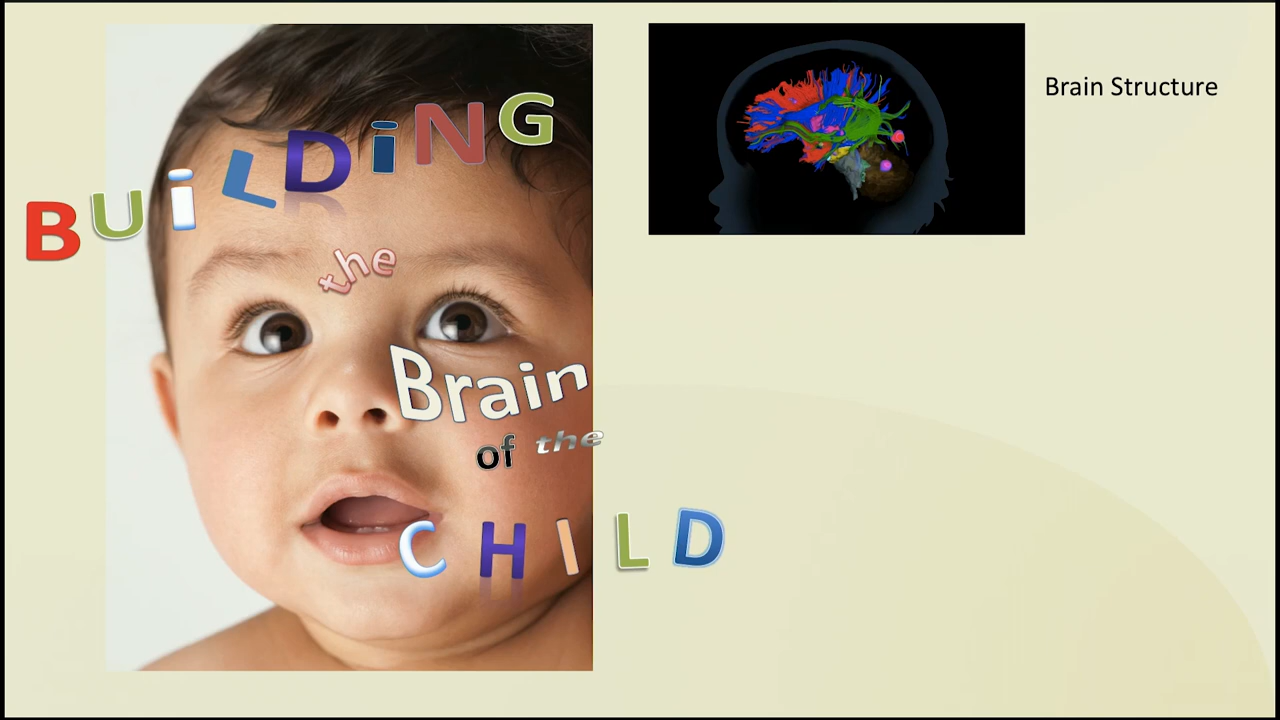 BUiLDiNG
the
Brain
of the
CHILD
Brain Structure